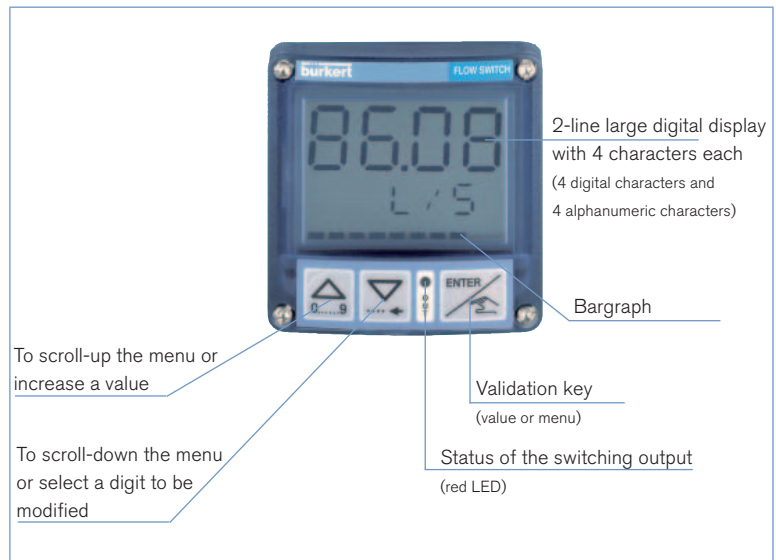 burkert
FLOW SWITCH
86.08
L/S
0......9
ENTER
OUT
2-line large digital display
with 4 characters each
(4 digital characters and
4 alphanumeric characters)
Bargraph
To scroll-up the menu or
increase a value
Validation key
(value or menu)
To scroll-down the menu
or select a digit to be
modified
Status of the switching output
(red LED)